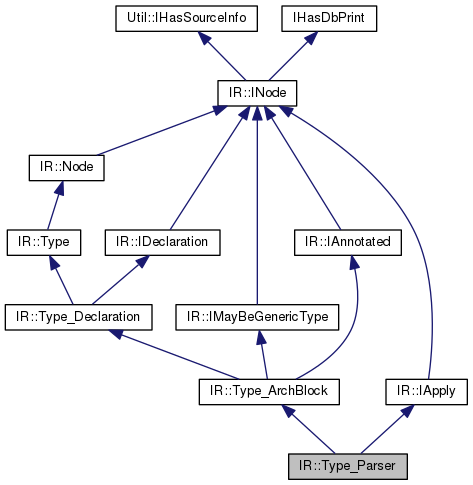 Util::IHasSourceInfo
IHasDbPrint
IR::INode
IR::Node
IR::Type
IR::IDeclaration
IR::IAnnotated
IR::Type_Declaration
IR::IMayBeGenericType
IR::Type_ArchBlock
IR::IApply
IR::Type_Parser